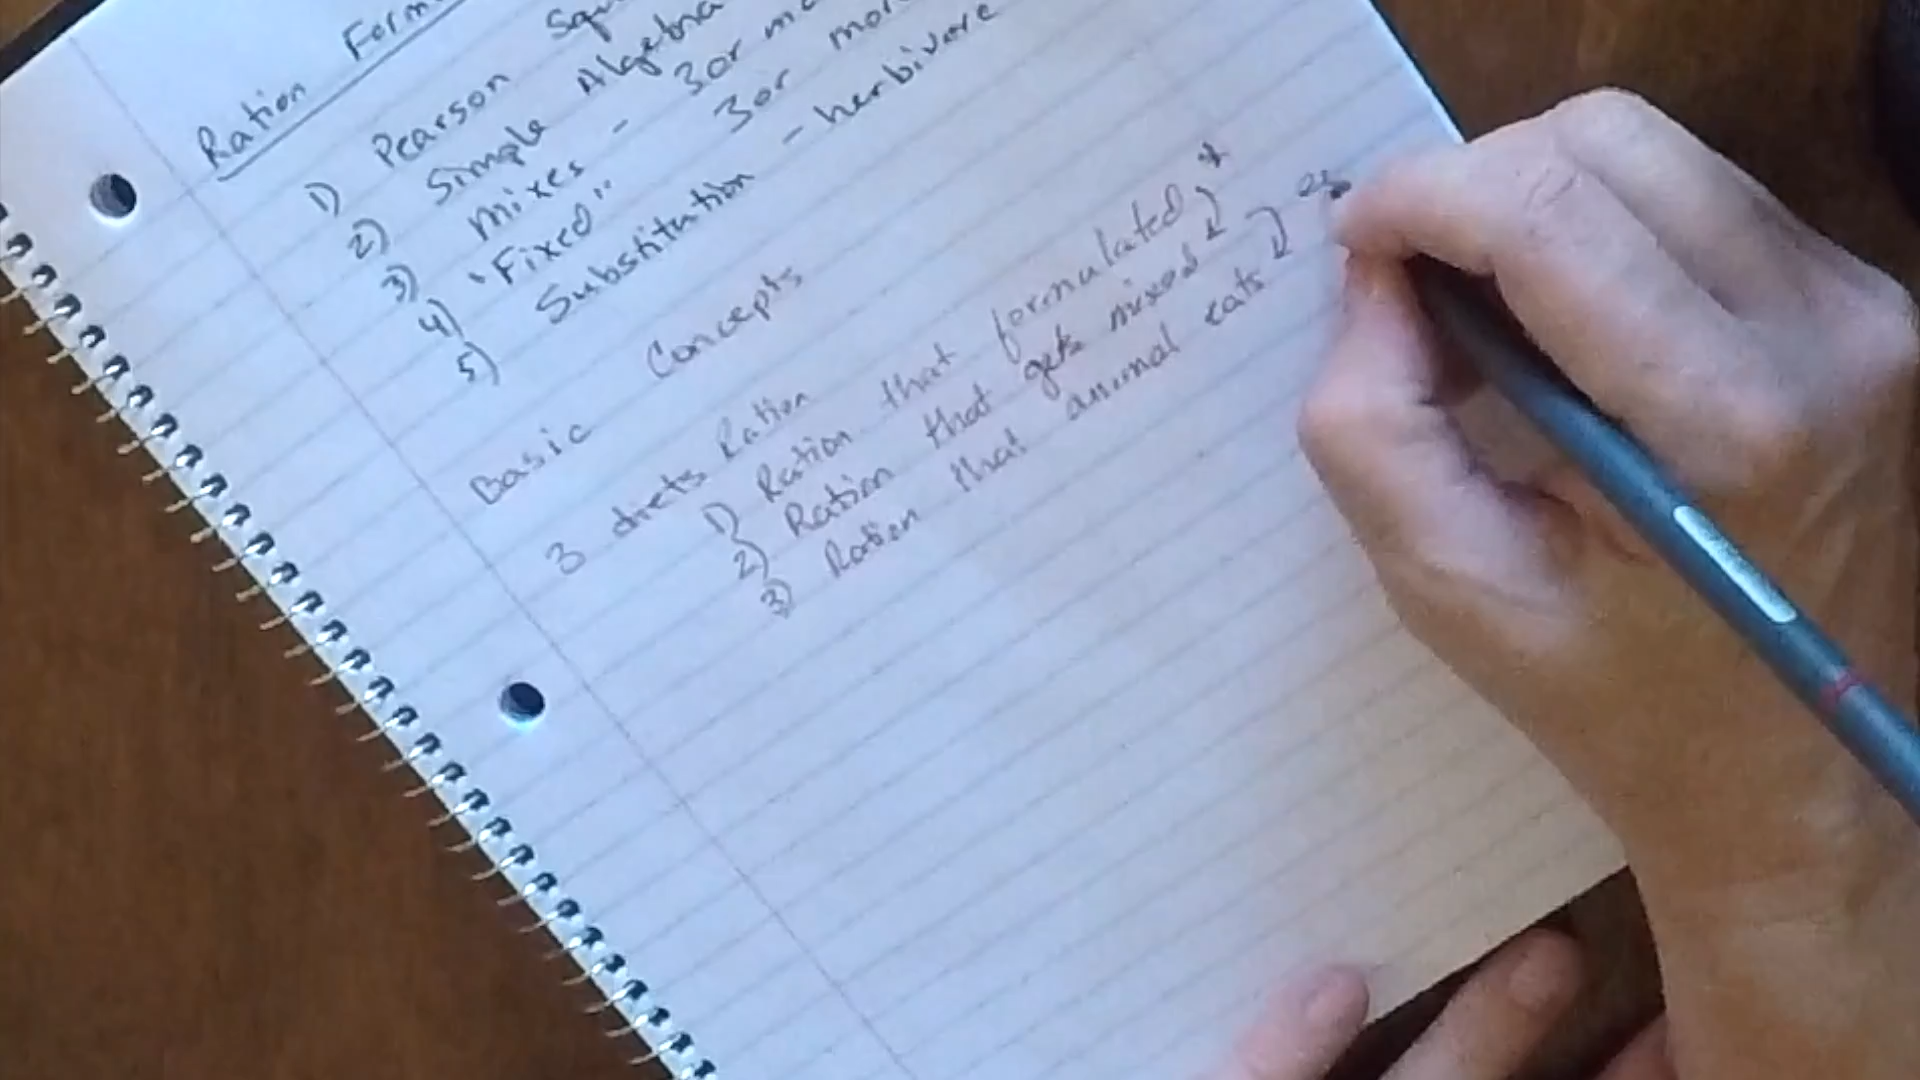 Ration Form
1) Pearson Squ
2) Simple Algebra
3) Mixes - 3 or mo
4) "Fixed" 3 or mor
5) Substitution - herbivore
Basic Concepts
3 diets Ration
1) Ration that formulated *
2) Ration that gets mixed
3) Ration that animal eats